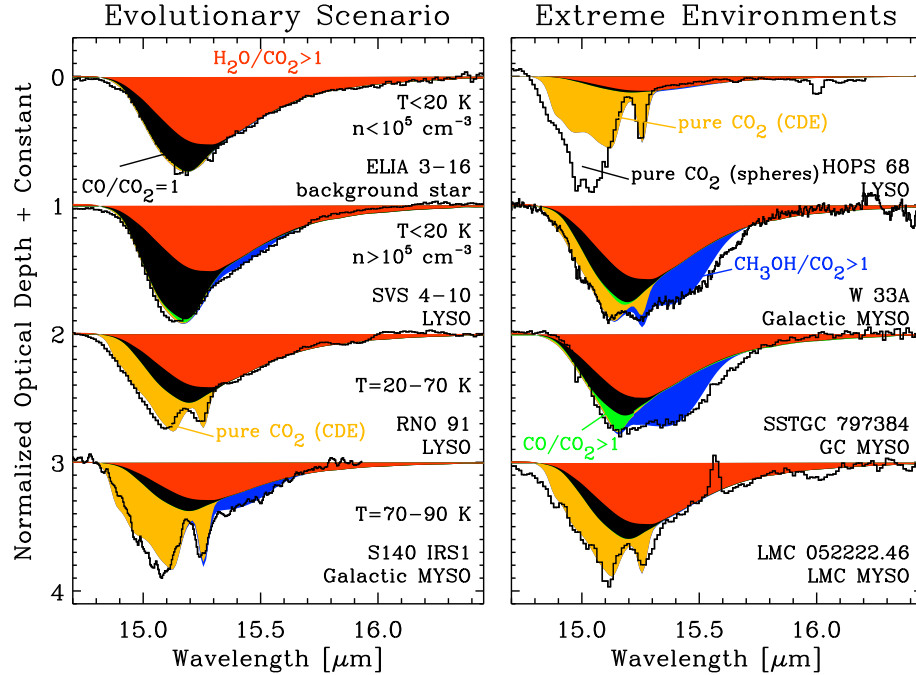 Evolutionary Scenario
Extreme Environments
Normalized Optical Depth + Constant
0
1
2
3
4
H₂O/CO₂>1
T<20 K
n<10⁵ cm⁻³
CO/CO₂=1
ELIA 3-16
background star
T<20 K
n>10⁵ cm⁻³
SVS 4-10
LYSO
T=20-70 K
pure CO₂ (CDE)
RNO 91
LYSO
T=70-90 K
S140 IRS1
Galactic MYSO
15.0 15.5 16.0
Wavelength [μm]
pure CO₂ (CDE)
pure CO₂ (spheres)
HOPS 68
LYSO
CH₃OH/CO₂>1
W 33A
Galactic MYSO
CO/CO₂>1
SSTGC 797384
GC MYSO
LMC 052222.46
LMC MYSO
15.0 15.5 16.0
Wavelength [μm]